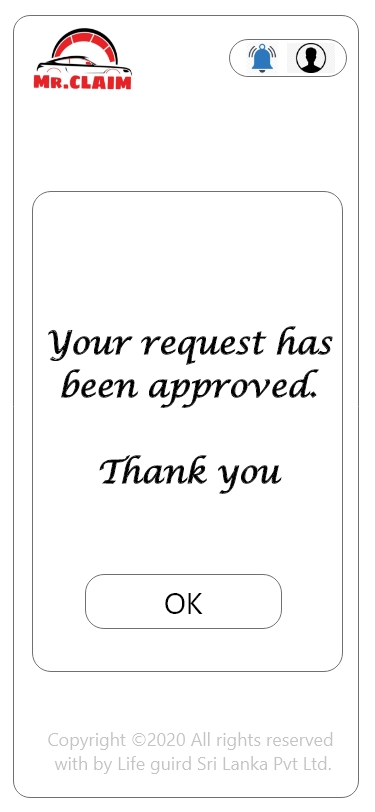 MR.CLAIM
Your request has
been approved.
Thank you
OK
Copyright ©2020 All rights reserved
with by Life guird Sri Lanka Pvt Ltd.